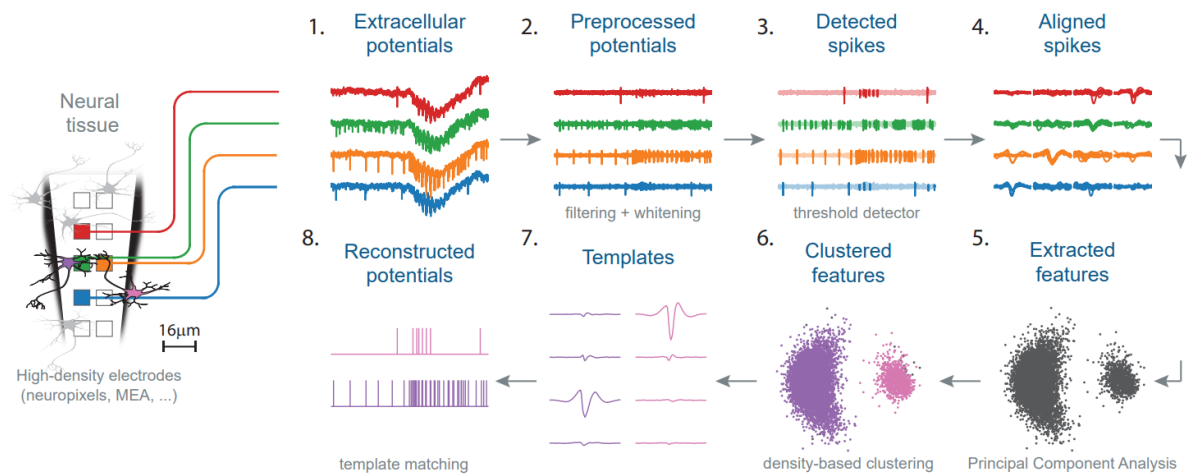 Neural
tissue
16μm
High-density electrodes
(neuropixels, MEA, ...)
1.
Extracellular
potentials
2.
Preprocessed
potentials
filtering + whitening
3.
Detected
spikes
threshold detector
4.
Aligned
spikes
8.
Reconstructed
potentials
template matching
7.
Templates
6.
Clustered
features
density-based clustering
5.
Extracted
features
Principal Component Analysis